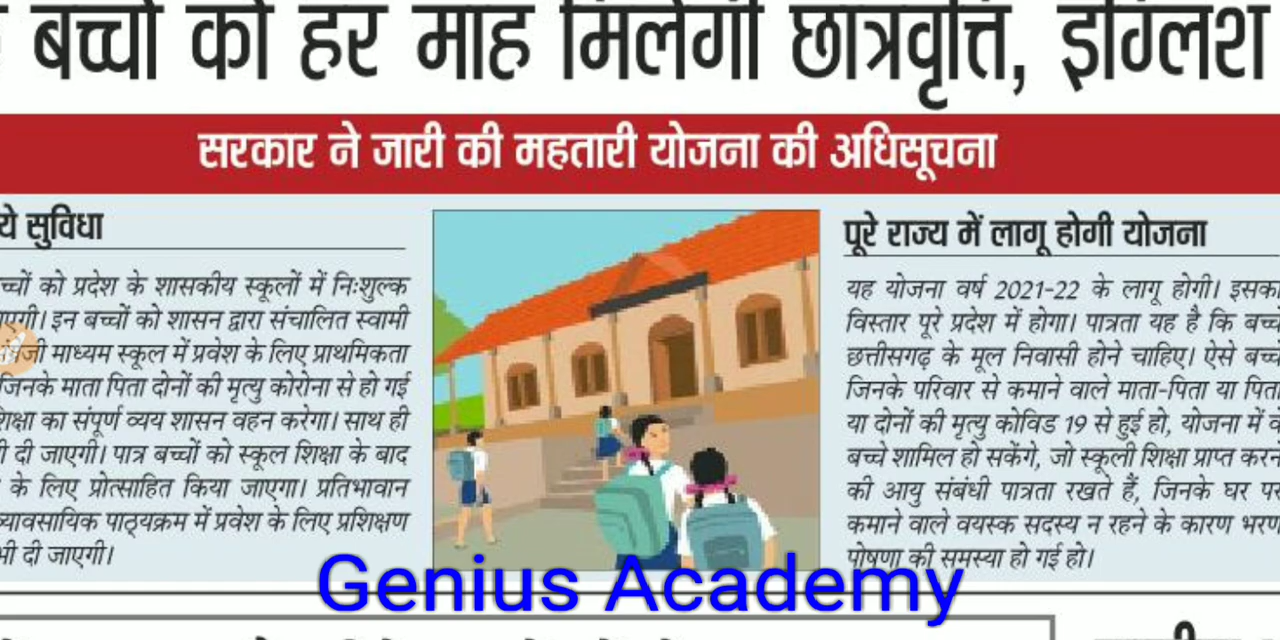 बच्चों को हर माह मिलेगी छात्रवृत्ति, इंग्लिश
सरकार ने जारी की महतारी योजना की अधिसूचना
ये सुविधा
बच्चों को प्रदेश के शासकीय स्कूलों में निःशुल्क
इन बच्चों को शासन द्वारा संचालित स्वामी
माध्यम स्कूल में प्रवेश के लिए प्राथमिकता
जिनके माता पिता दोनों की मृत्यु कोरोना से हो गई
शिक्षा का संपूर्ण व्यय शासन वहन करेगा। साथ ही
दी जाएगी। पात्र बच्चों को स्कूल शिक्षा के बाद
के लिए प्रोत्साहित किया जाएगा। प्रतिभावान
व्यावसायिक पाठ्यक्रम में प्रवेश के लिए प्रशिक्षण
भी दी जाएगी।
पूरे राज्य में लागू होगी योजना
यह योजना वर्ष 2021-22 के लागू होगी। इसका
विस्तार पूरे प्रदेश में होगा। पात्रता यह है कि बच्चे
छत्तीसगढ़ के मूल निवासी होने चाहिए। ऐसे बच्चे
जिनके परिवार से कमाने वाले माता-पिता या पिता
या दोनों की मृत्यु कोविड 19 से हुई हो, योजना में वे
बच्चे शामिल हो सकेंगे, जो स्कूली शिक्षा प्राप्त करने
की आयु संबंधी पात्रता रखते हैं, जिनके घर पर
कमाने वाले वयस्क सदस्य न रहने के कारण भरण
पोषणा की समस्या हो गई हो।
Genius Academy